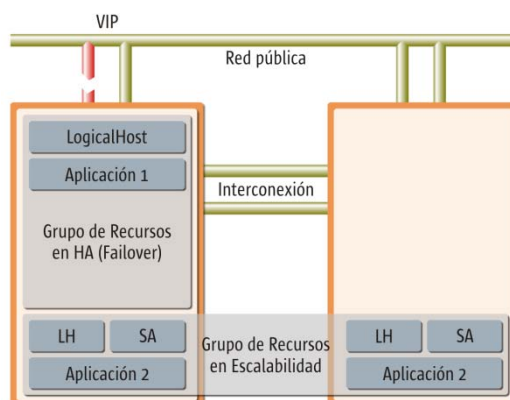 VIP
Red pública
LogicalHost
Aplicación 1
Interconexión
Grupo de Recursos
en HA (Failover)
LH
SA
Aplicación 2
Grupo de Recursos
en Escalabilidad
LH
SA
Aplicación 2